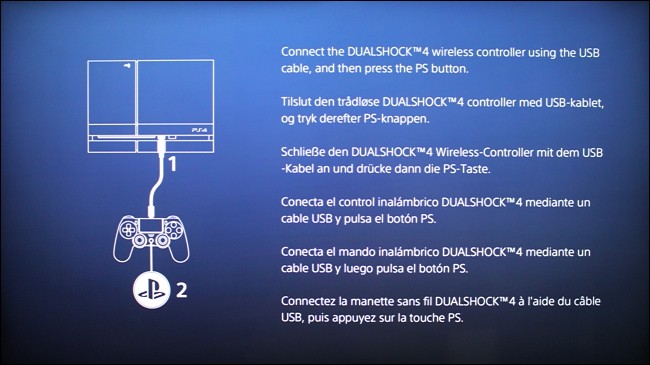 Connect the DUALSHOCK™4 wireless controller using the USB
cable, and then press the PS button.
Tilslut den trådløse DUALSHOCK™4 controller med USB-kablet,
og tryk derefter PS-knappen.
Schließe den DUALSHOCK™4 Wireless-Controller mit dem USB
-Kabel an und drücke dann die PS-Taste.
Conecta el control inalámbrico DUALSHOCK™4 mediante un
cable USB y pulsa el botón PS.
Conecta el mando inalámbrico DUALSHOCK™4 mediante un
cable USB y luego pulsa el botón PS.
Connectez la manette sans fil DUALSHOCK™4 à l'aide du câble
USB, puis appuyez sur la touche PS.
PS4
1
2